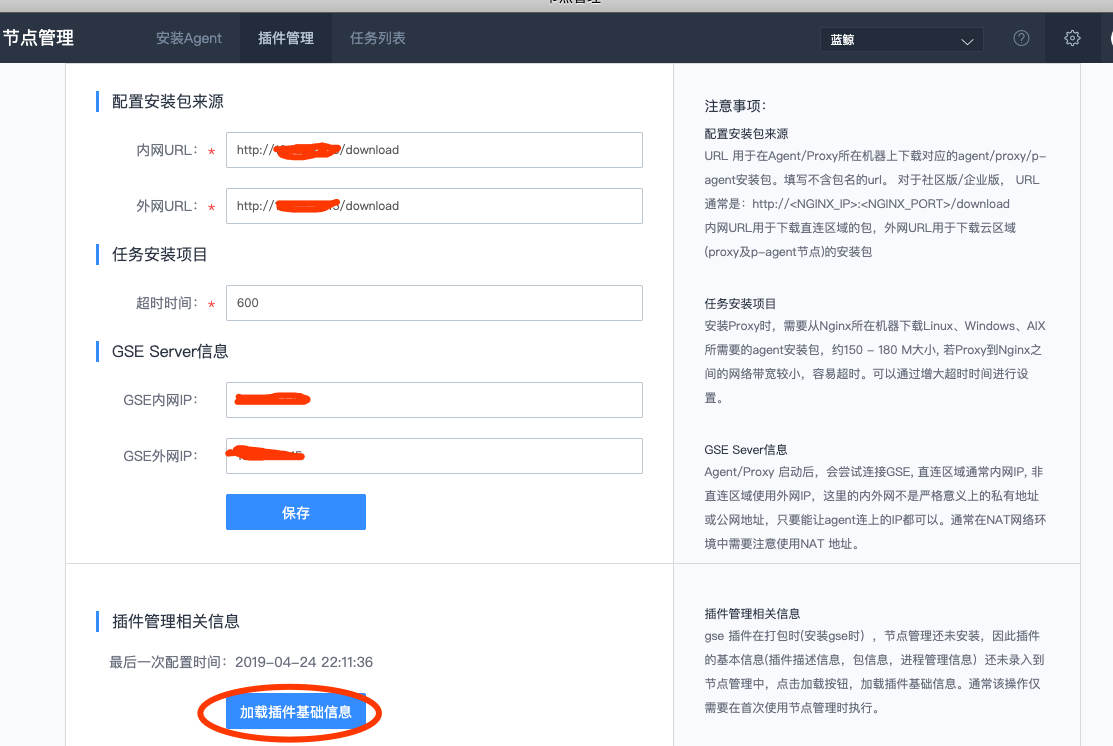 节点管理
安装Agent
插件管理
任务列表
蓝鲸
配置安装包来源
内网URL： * http:// /download
外网URL： * http:// /download
任务安装项目
超时时间： * 600
GSE Server信息
GSE内网IP：
GSE外网IP：
保存
插件管理相关信息
最后一次配置时间：2019-04-24 22:11:36
加载插件基础信息
注意事项：
配置安装包来源
URL 用于在Agent/Proxy所在机器上下载对应的agent/proxy/p-
agent安装包。填写不含包名的url。 对于社区版/企业版， URL
通常是：http://<NGINX_IP>:<NGINX_PORT>/download
内网URL用于下载直连区域的包，外网URL用于下载云区域
(proxy及p-agent节点)的安装包
任务安装项目
安装Proxy时，需要从Nginx所在机器下载Linux、Windows、AIX
所需要的agent安装包，约150 - 180 M大小, 若Proxy到Nginx之
间的网络带宽较小，容易超时。可以通过增大超时时间进行设
置。
GSE Sever信息
Agent/Proxy 启动后，会尝试连接GSE, 直连区域通常内网IP, 非
直连区域使用外网IP，这里的内外网不是严格意义上的私有地址
或公网地址，只要能让agent连上的IP都可以。通常在NAT网络环
境中需要注意使用NAT 地址。
插件管理相关信息
gse 插件在打包时(安装gse时），节点管理还未安装，因此插件
的基本信息(插件描述信息，包信息，进程管理信息）还未录入到
节点管理中，点击加载按钮，加载插件基础信息。通常该操作仅
需要在首次使用节点管理时执行。